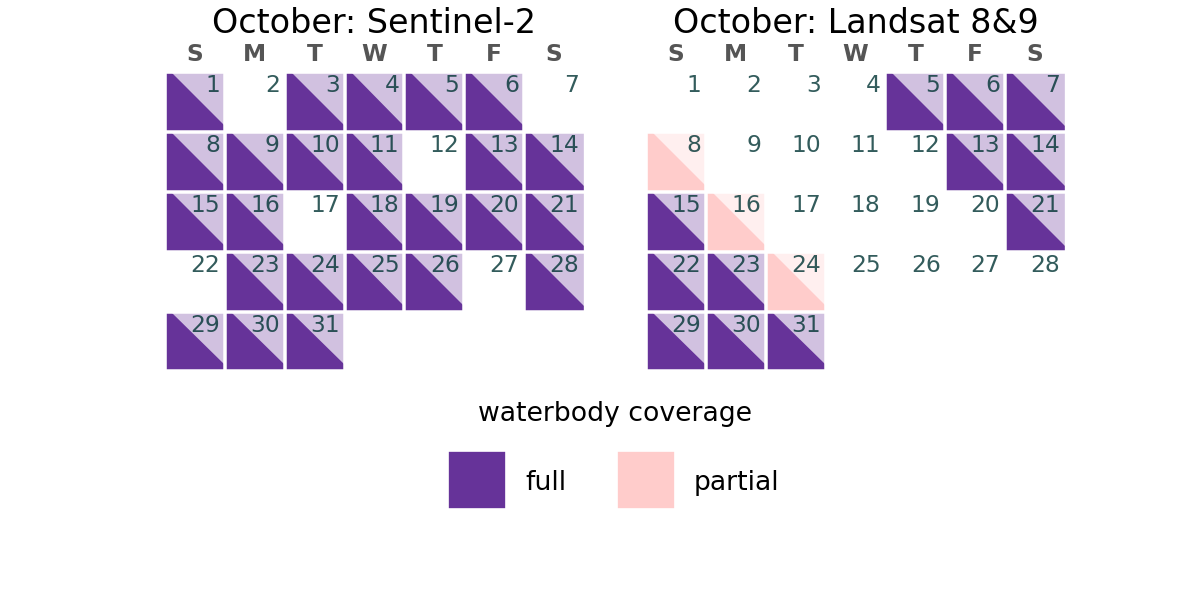 October: Sentinel-2
S M T W T F S
1 2 3 4 5 6 7
8 9 10 11 12 13 14
15 16 17 18 19 20 21
22 23 24 25 26 27 28
29 30 31
October: Landsat 8&9
S M T W T F S
1 2 3 4 5 6 7
8 9 10 11 12 13 14
15 16 17 18 19 20 21
22 23 24 25 26 27 28
29 30 31
waterbody coverage
full partial